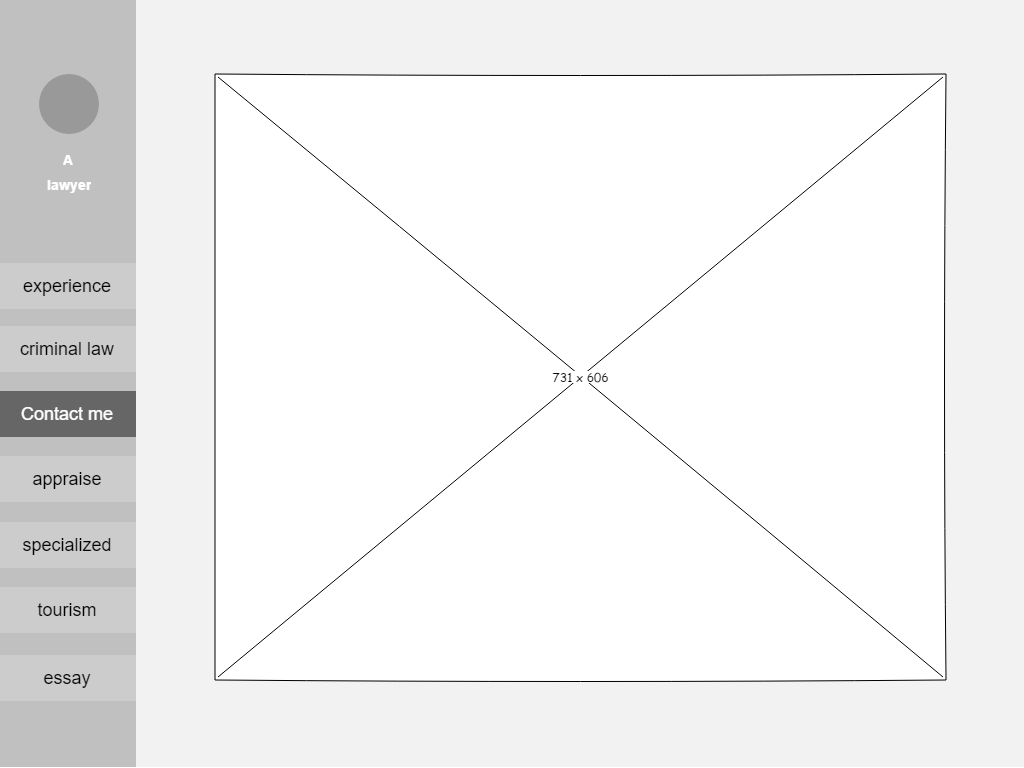 A
lawyer
experience
criminal law
Contact me
appraise
specialized
tourism
essay
731 × 606